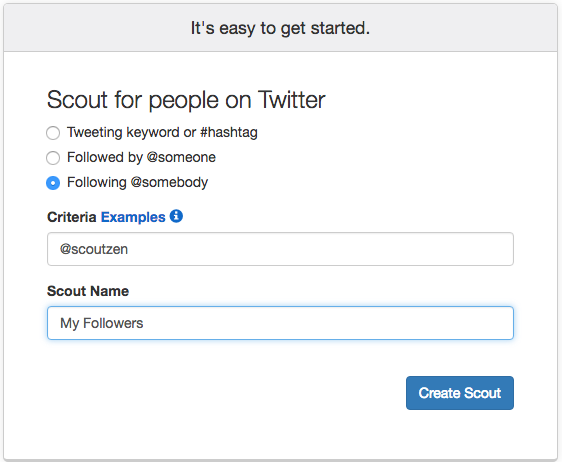 It's easy to get started.
Scout for people on Twitter
Tweeting keyword or #hashtag
Followed by @someone
Following @somebody
Criteria Examples
@scoutzen
Scout Name
My Followers
Create Scout